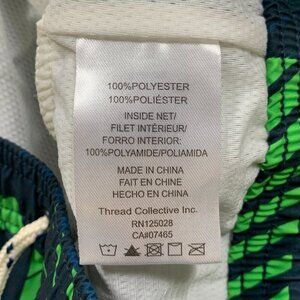 100%POLYESTER
100%POLIÉSTER
INSIDE NET/
FILET INTÉRIEUR/
FORRO INTERIOR:
100%POLYAMIDE/POLIAMIDA
MADE IN CHINA
FAIT EN CHINE
HECHO EN CHINA
Thread Collective Inc.
RN125028
CA#07465